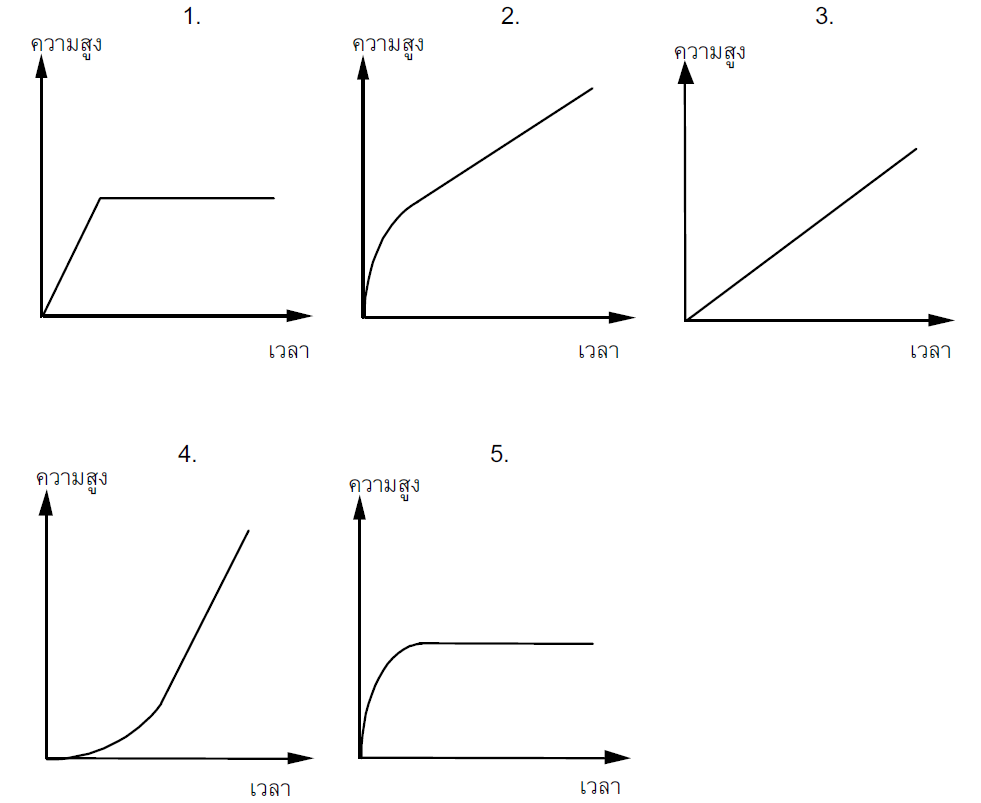 1.
2.
3.
ความสูง
ความสูง
ความสูง
เวลา
เวลา
เวลา
4.
5.
ความสูง
ความสูง
เวลา
เวลา